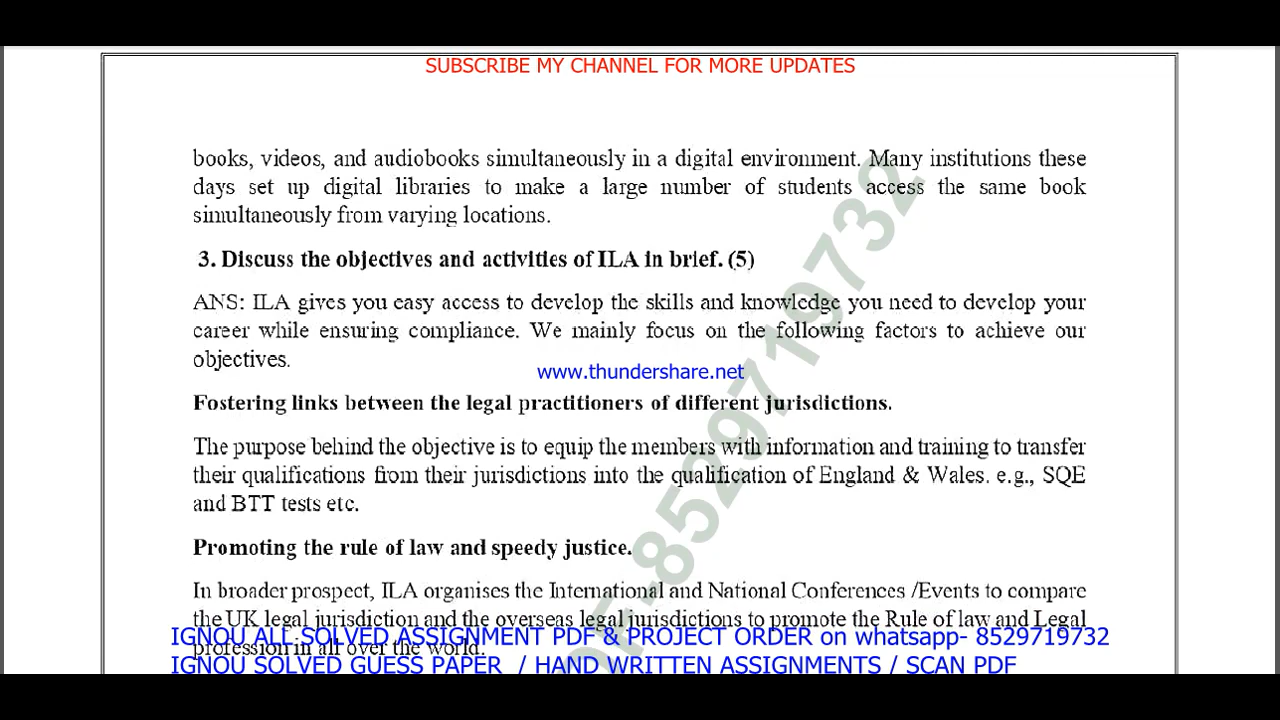 SUBSCRIBE MY CHANNEL FOR MORE UPDATES
books, videos, and audiobooks simultaneously in a digital environment. Many institutions these
days set up digital libraries to make a large number of students access the same book
simultaneously from varying locations.
3. Discuss the objectives and activities of ILA in brief. (5)
ANS: ILA gives you easy access to develop the skills and knowledge you need to develop your
career while ensuring compliance. We mainly focus on the following factors to achieve our
objectives.
www.thundershare.net
Fostering links between the legal practitioners of different jurisdictions.
The purpose behind the objective is to equip the members with information and training to transfer
their qualifications from their jurisdictions into the qualification of England & Wales. e.g., SQE
and BTT tests etc.
Promoting the rule of law and speedy justice.
In broader prospect, ILA organises the International and National Conferences /Events to compare
the UK legal jurisdiction and the overseas legal jurisdictions to promote the Rule of law and Legal
profession in all over the world.
IGNOU ALL SOLVED ASSIGNMENT PDF & PROJECT ORDER on whatsapp- 8529719732
IGNOU SOLVED GUESS PAPER / HAND WRITTEN ASSIGNMENTS / SCAN PDF
DF-8529719732